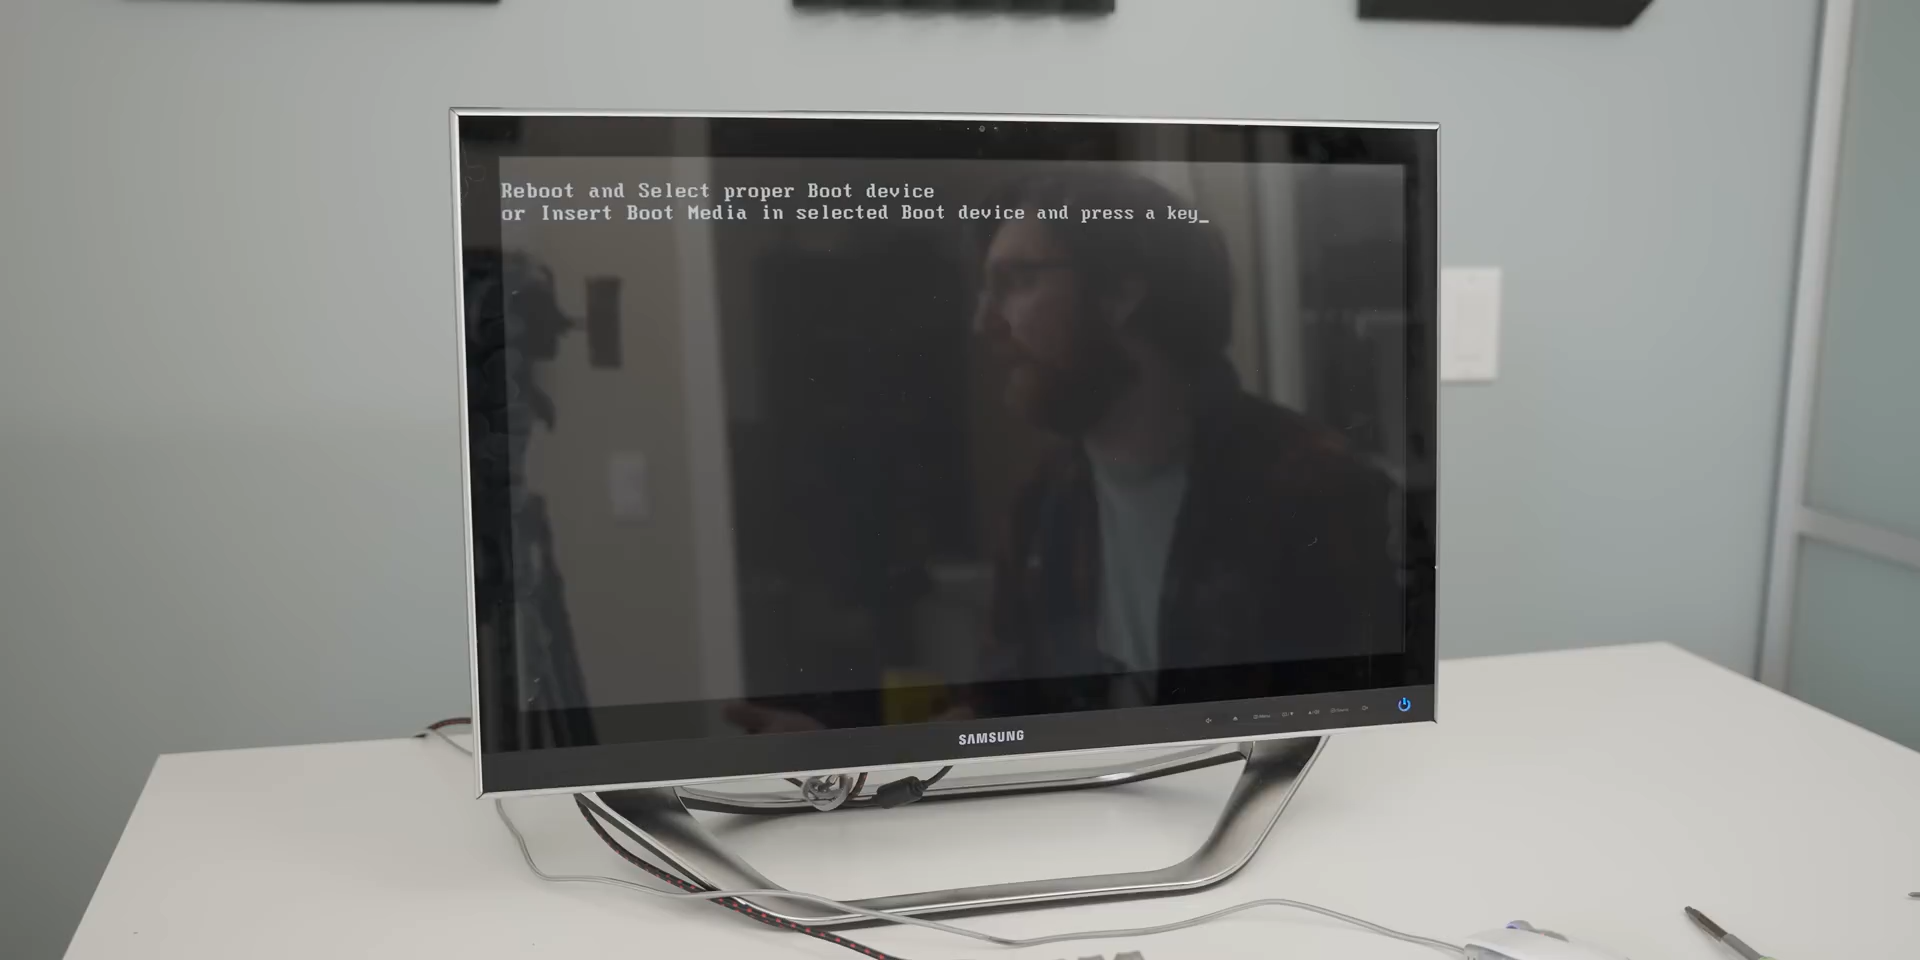 Reboot and Select proper Boot device
or Insert Boot Media in selected Boot device and press a key_
SAMSUNG